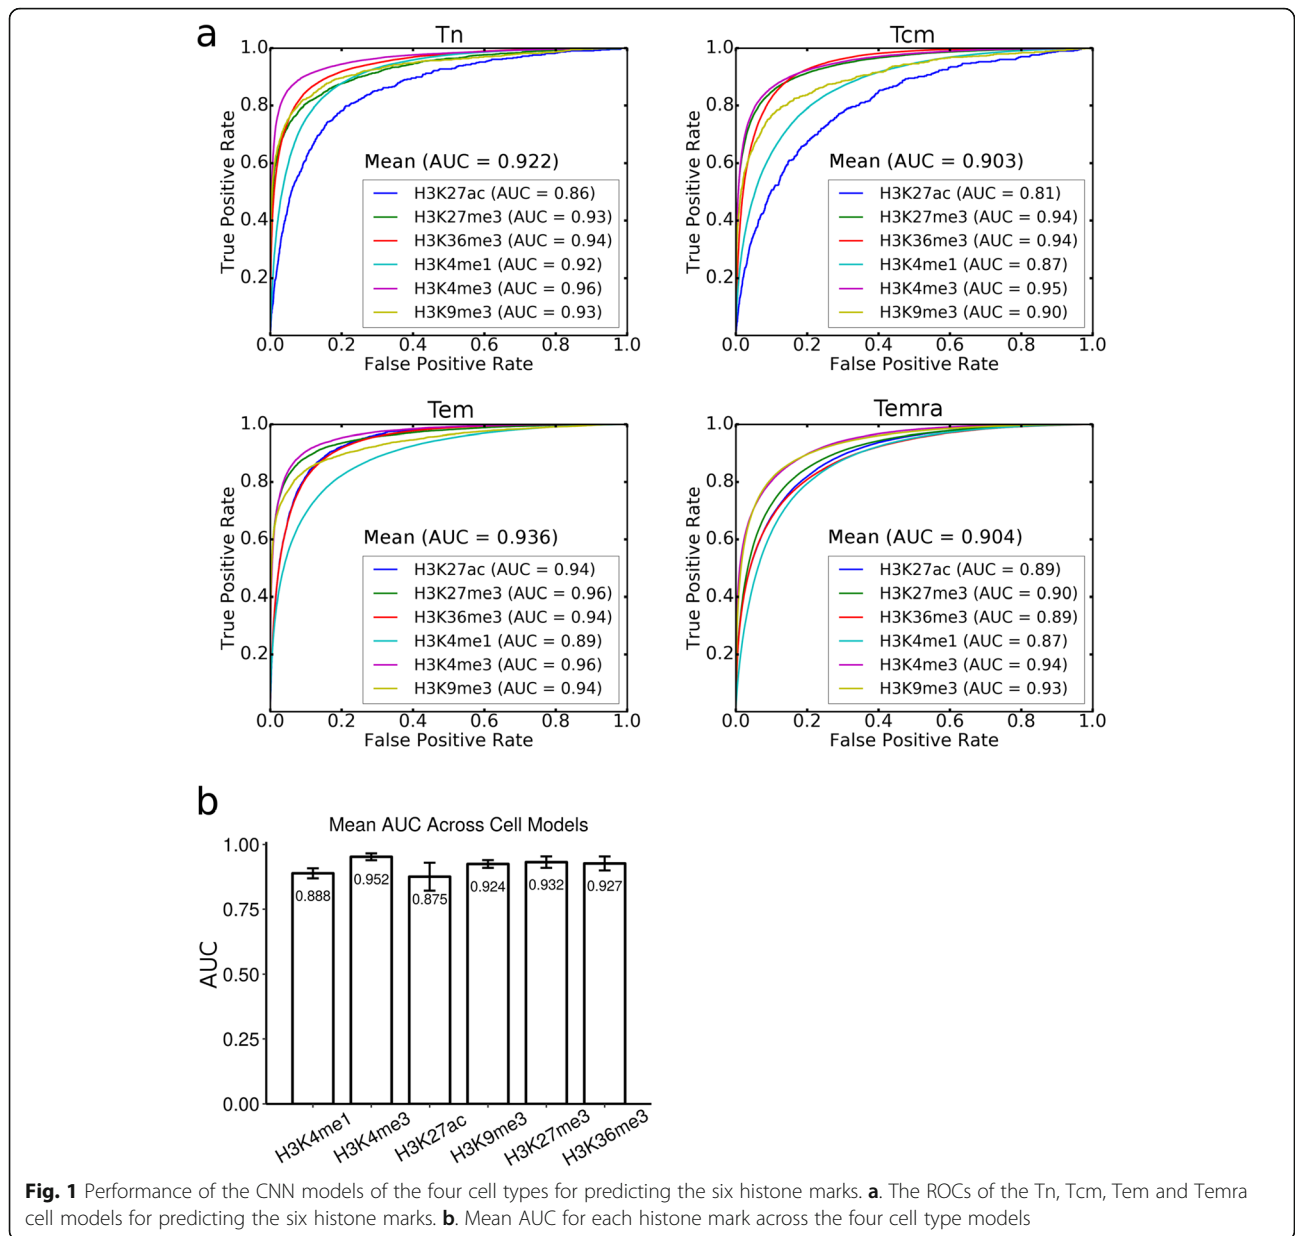 a
Tn
1.0
0.8
0.6
0.4
0.2
True Positive Rate
Mean (AUC = 0.922)
H3K27ac (AUC = 0.86)
H3K27me3 (AUC = 0.93)
H3K36me3 (AUC = 0.94)
H3K4me1 (AUC = 0.92)
H3K4me3 (AUC = 0.96)
H3K9me3 (AUC = 0.93)
0.0 0.2 0.4 0.6 0.8 1.0
False Positive Rate
Tcm
1.0
0.8
0.6
0.4
0.2
True Positive Rate
Mean (AUC = 0.903)
H3K27ac (AUC = 0.81)
H3K27me3 (AUC = 0.94)
H3K36me3 (AUC = 0.94)
H3K4me1 (AUC = 0.87)
H3K4me3 (AUC = 0.95)
H3K9me3 (AUC = 0.90)
0.0 0.2 0.4 0.6 0.8 1.0
False Positive Rate
Tem
1.0
0.8
0.6
0.4
0.2
True Positive Rate
Mean (AUC = 0.936)
H3K27ac (AUC = 0.94)
H3K27me3 (AUC = 0.96)
H3K36me3 (AUC = 0.94)
H3K4me1 (AUC = 0.89)
H3K4me3 (AUC = 0.96)
H3K9me3 (AUC = 0.94)
0.0 0.2 0.4 0.6 0.8 1.0
False Positive Rate
Temra
1.0
0.8
0.6
0.4
0.2
True Positive Rate
Mean (AUC = 0.904)
H3K27ac (AUC = 0.89)
H3K27me3 (AUC = 0.90)
H3K36me3 (AUC = 0.89)
H3K4me1 (AUC = 0.87)
H3K4me3 (AUC = 0.94)
H3K9me3 (AUC = 0.93)
0.0 0.2 0.4 0.6 0.8 1.0
False Positive Rate
b
Mean AUC Across Cell Models
1.00
0.75
0.50
0.25
0.00
AUC
0.888 0.952 0.875 0.924 0.932 0.927
H3K4me1 H3K4me3 H3K27ac H3K9me3 H3K27me3 H3K36me3
Fig. 1 Performance of the CNN models of the four cell types for predicting the six histone marks. a. The ROCs of the Tn, Tcm, Tem and Temra
cell models for predicting the six histone marks. b. Mean AUC for each histone mark across the four cell type models